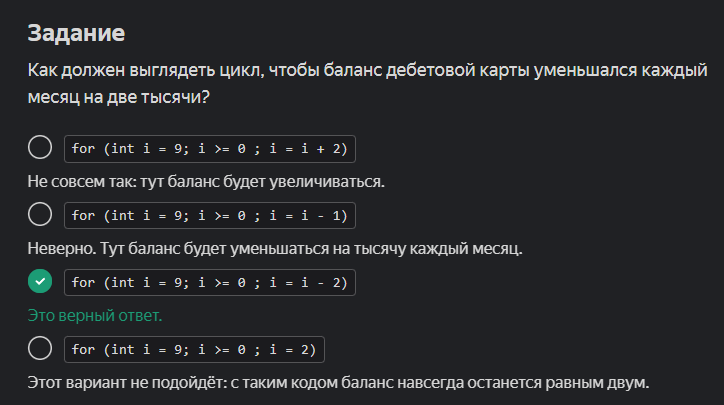 Задание
Как должен выглядеть цикл, чтобы баланс дебетовой карты уменьшался каждый
месяц на две тысячи?
for (int i = 9; i >= 0 ; i = i + 2)
Не совсем так: тут баланс будет увеличиваться.
for (int i = 9; i >= 0 ; i = i - 1)
Неверно. Тут баланс будет уменьшаться на тысячу каждый месяц.
for (int i = 9; i >= 0 ; i = i - 2)
Это верный ответ.
for (int i = 9; i >= 0 ; i = 2)
Этот вариант не подойдёт: с таким кодом баланс навсегда останется равным двум.